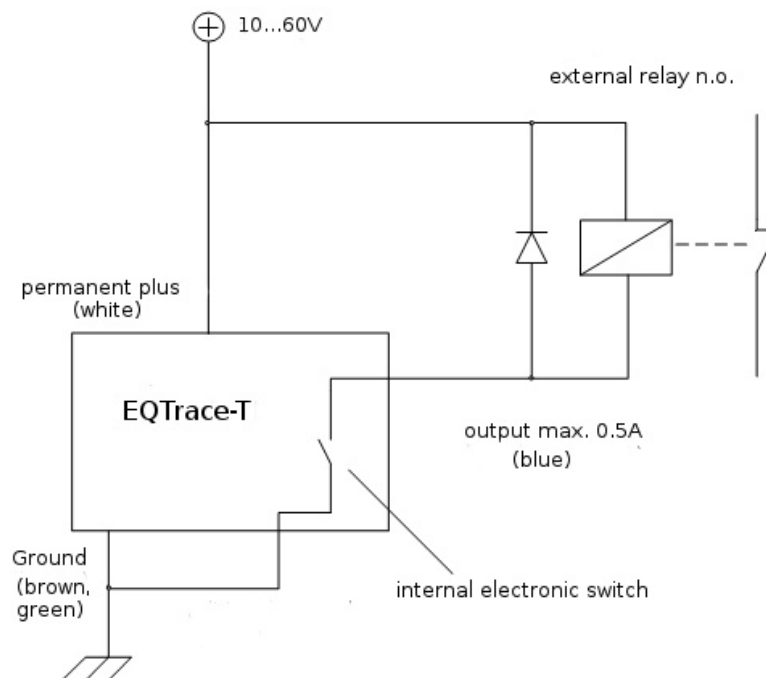 10...60V
external relay n.o.
permanent plus
(white)
EQTrace-T
output max. 0.5A
(blue)
Ground
(brown,
green)
internal electronic switch